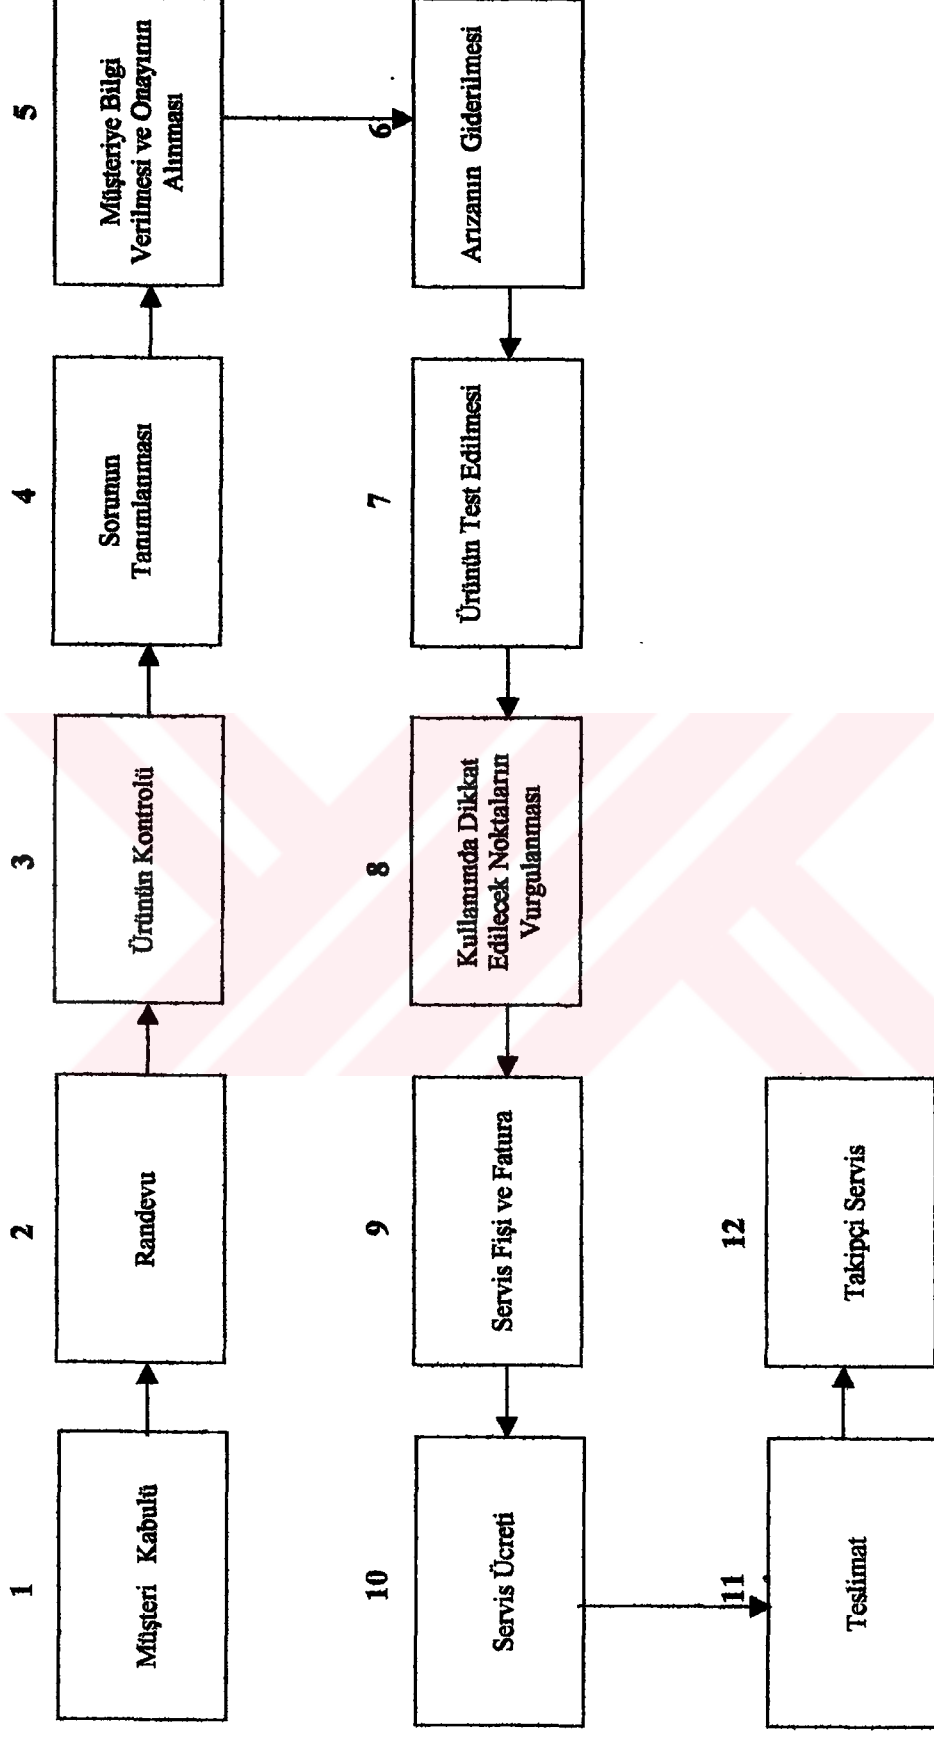 1
Müşteri Kabulü
2
Randevu
3
Ürünün Kontrolü
4
Sorunun
Tanımlanması
5
Müşteriye Bilgi
Verilmesi ve Onayının
Alınması
6
Arızanın Giderilmesi
7
Ürünün Test Edilmesi
8
Kullanımda Dikkat
Edilecek Noktaların
Vurgulanması
9
Servis Fişi ve Fatura
10
Servis Ücreti
11
Teslimat
12
Takipçi Servis